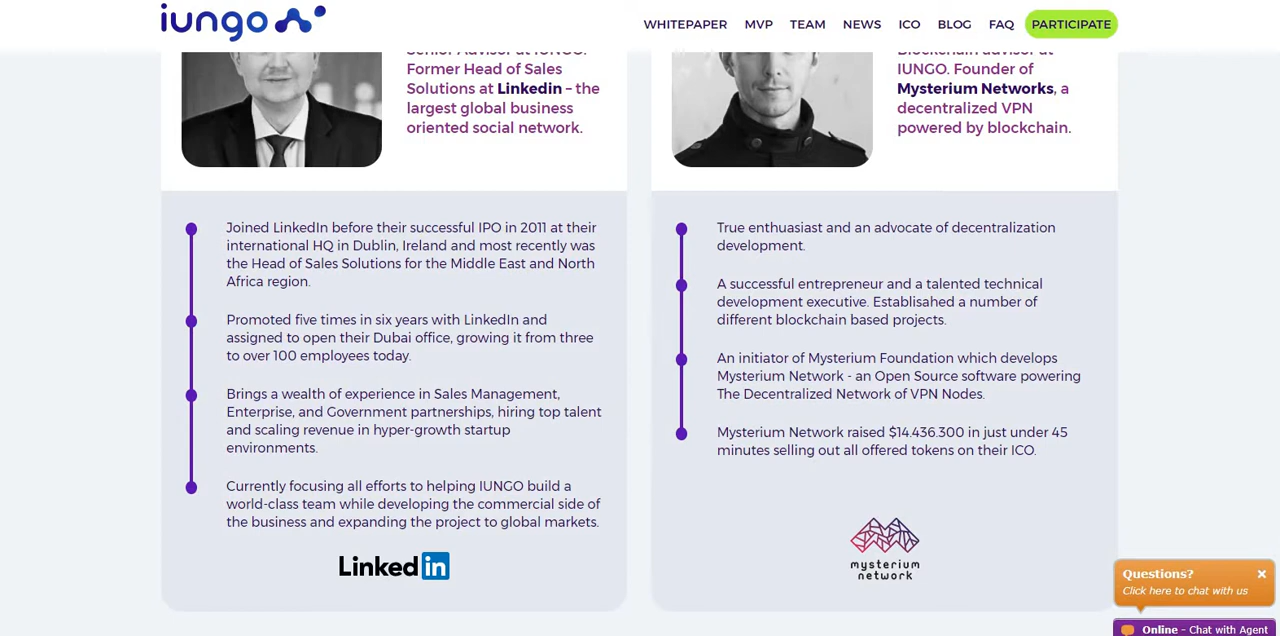 iungo
WHITEPAPER MVP TEAM NEWS ICO BLOG FAQ PARTICIPATE
Senior Advisor at IUNGO.
Former Head of Sales
Solutions at Linkedin – the
largest global business
oriented social network.
Joined LinkedIn before their successful IPO in 2011 at their
international HQ in Dublin, Ireland and most recently was
the Head of Sales Solutions for the Middle East and North
Africa region.
Promoted five times in six years with LinkedIn and
assigned to open their Dubai office, growing it from three
to over 100 employees today.
Brings a wealth of experience in Sales Management,
Enterprise, and Government partnerships, hiring top talent
and scaling revenue in hyper-growth startup
environments.
Currently focusing all efforts to helping IUNGO build a
world-class team while developing the commercial side of
the business and expanding the project to global markets.
Linkedin
Blockchain advisor at
IUNGO. Founder of
Mysterium Networks, a
decentralized VPN
powered by blockchain.
True enthusiast and an advocate of decentralization
development.
A successful entrepreneur and a talented technical
development executive. Establisahed a number of
different blockchain based projects.
An initiator of Mysterium Foundation which develops
Mysterium Network - an Open Source software powering
The Decentralized Network of VPN Nodes.
Mysterium Network raised $14.436.300 in just under 45
minutes selling out all offered tokens on their ICO.
mysterium
network
Questions? ×
Click here to chat with us
Online – Chat with Agent